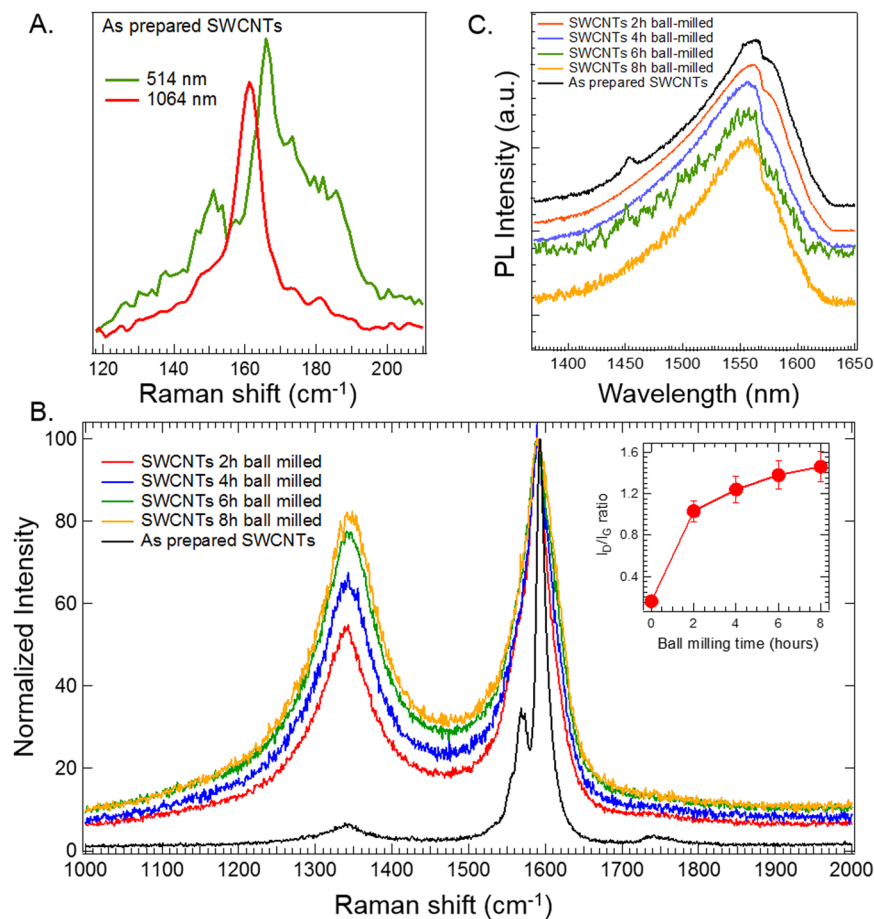 A.
As prepared SWCNTs
514 nm
1064 nm
120 140 160 180 200
Raman shift (cm-1)
C.
SWCNTs 2h ball-milled
SWCNTs 4h ball-milled
SWCNTs 6h ball-milled
SWCNTs 8h ball-milled
As prepared SWCNTs
PL Intensity (a.u.)
1400 1450 1500 1550 1600 1650
Wavelength (nm)
B.
100
80
60
40
20
0
Normalized Intensity
SWCNTs 2h ball milled
SWCNTs 4h ball milled
SWCNTs 6h ball milled
SWCNTs 8h ball milled
As prepared SWCNTs
1.6
1.2
0.8
0.4
ID/IG ratio
0 2 4 6 8
Ball milling time (hours)
1000 1200 1300 1400 1500 1600 1700 1800 1900 2000
Raman shift (cm-1)